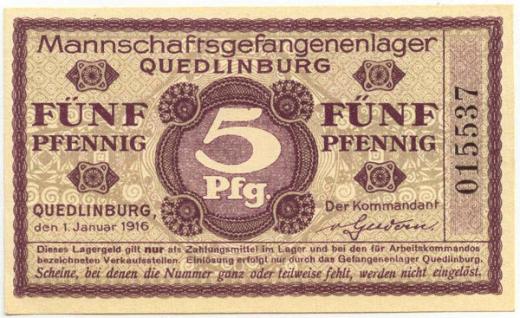 Mannschaftsgefangenenlager
QUEDLINBURG
FÜNF PFENNIG
5 Pfg.
FÜNF PFENNIG
015537
QUEDLINBURG,
den 1. Januar 1916
Der Kommandant
Dieses Lagergeld gilt nur als Zahlungsmittel im Lager und bei den für Arbeitskommandos
bezeichneten Verkaufsstellen. Einlösung erfolgt nur durch das Gefangenenlager Quedlinburg.
Scheine, bei denen die Nummer ganz oder teilweise fehlt, werden nicht eingelöst.